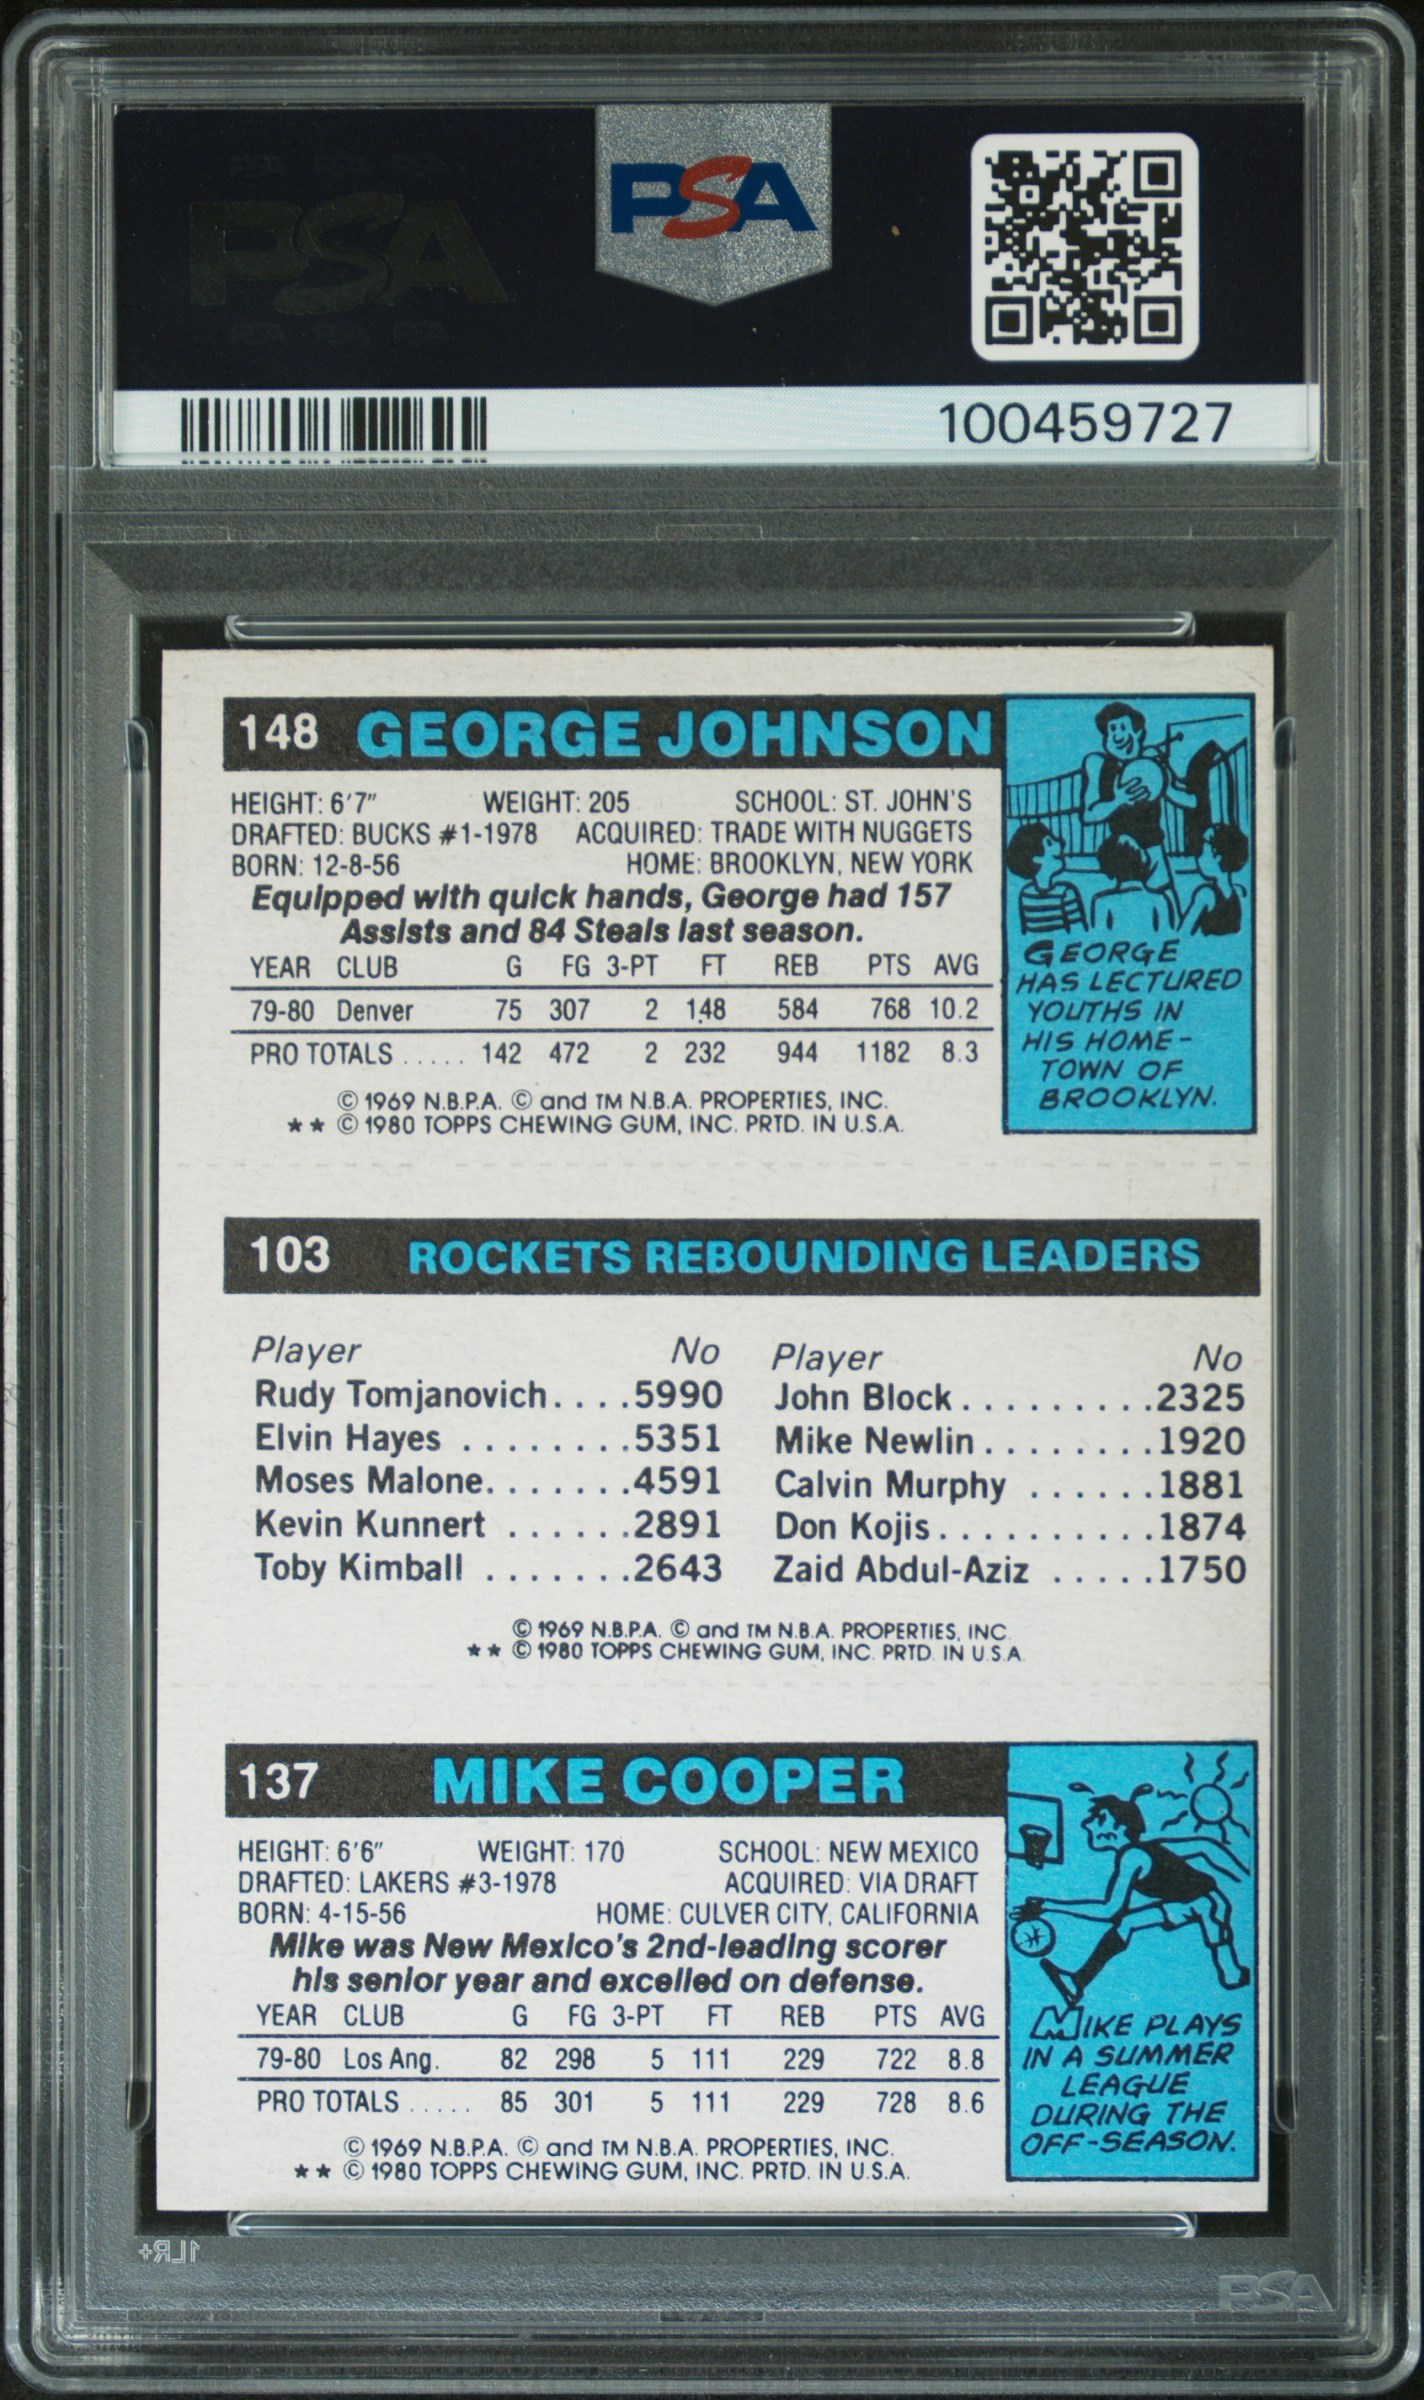 PSA
PSA
100459727
148 GEORGE JOHNSON
HEIGHT: 6'7" WEIGHT: 205 SCHOOL: ST. JOHN'S
DRAFTED: BUCKS #1-1978 ACQUIRED: TRADE WITH NUGGETS
BORN: 12-8-56 HOME: BROOKLYN, NEW YORK
Equipped with quick hands, George had 157
Assists and 84 Steals last season.
YEAR CLUB G FG 3-PT FT REB PTS AVG
79-80 Denver 75 307 2 148 584 768 10.2
PRO TOTALS ..... 142 472 2 232 944 1182 8.3
© 1969 N.B.P.A. © and TM N.B.A. PROPERTIES, INC.
★★ © 1980 TOPPS CHEWING GUM, INC. PRTD. IN U.S.A.
GEORGE
HAS LECTURED
YOUTHS IN
HIS HOME-
TOWN OF
BROOKLYN.
103 ROCKETS REBOUNDING LEADERS
Player No Player No
Rudy Tomjanovich....5990 John Block.........2325
Elvin Hayes ........5351 Mike Newlin........1920
Moses Malone.......4591 Calvin Murphy ......1881
Kevin Kunnert ......2891 Don Kojis..........1874
Toby Kimball .......2643 Zaid Abdul-Aziz .....1750
© 1969 N.B.P.A. © and TM N.B.A. PROPERTIES, INC.
★★ © 1980 TOPPS CHEWING GUM, INC. PRTD. IN U.S.A.
137 MIKE COOPER
HEIGHT: 6'6" WEIGHT: 170 SCHOOL: NEW MEXICO
DRAFTED: LAKERS #3-1978 ACQUIRED: VIA DRAFT
BORN: 4-15-56 HOME: CULVER CITY, CALIFORNIA
Mike was New Mexico's 2nd-leading scorer
his senior year and excelled on defense.
YEAR CLUB G FG 3-PT FT REB PTS AVG
79-80 Los Ang. 82 298 5 111 229 722 8.8
PRO TOTALS ..... 85 301 5 111 229 728 8.6
© 1969 N.B.P.A. © and TM N.B.A. PROPERTIES, INC.
★★ © 1980 TOPPS CHEWING GUM, INC. PRTD. IN U.S.A.
MIKE PLAYS
IN A SUMMER
LEAGUE
DURING THE
OFF-SEASON.
1LR+
PSA